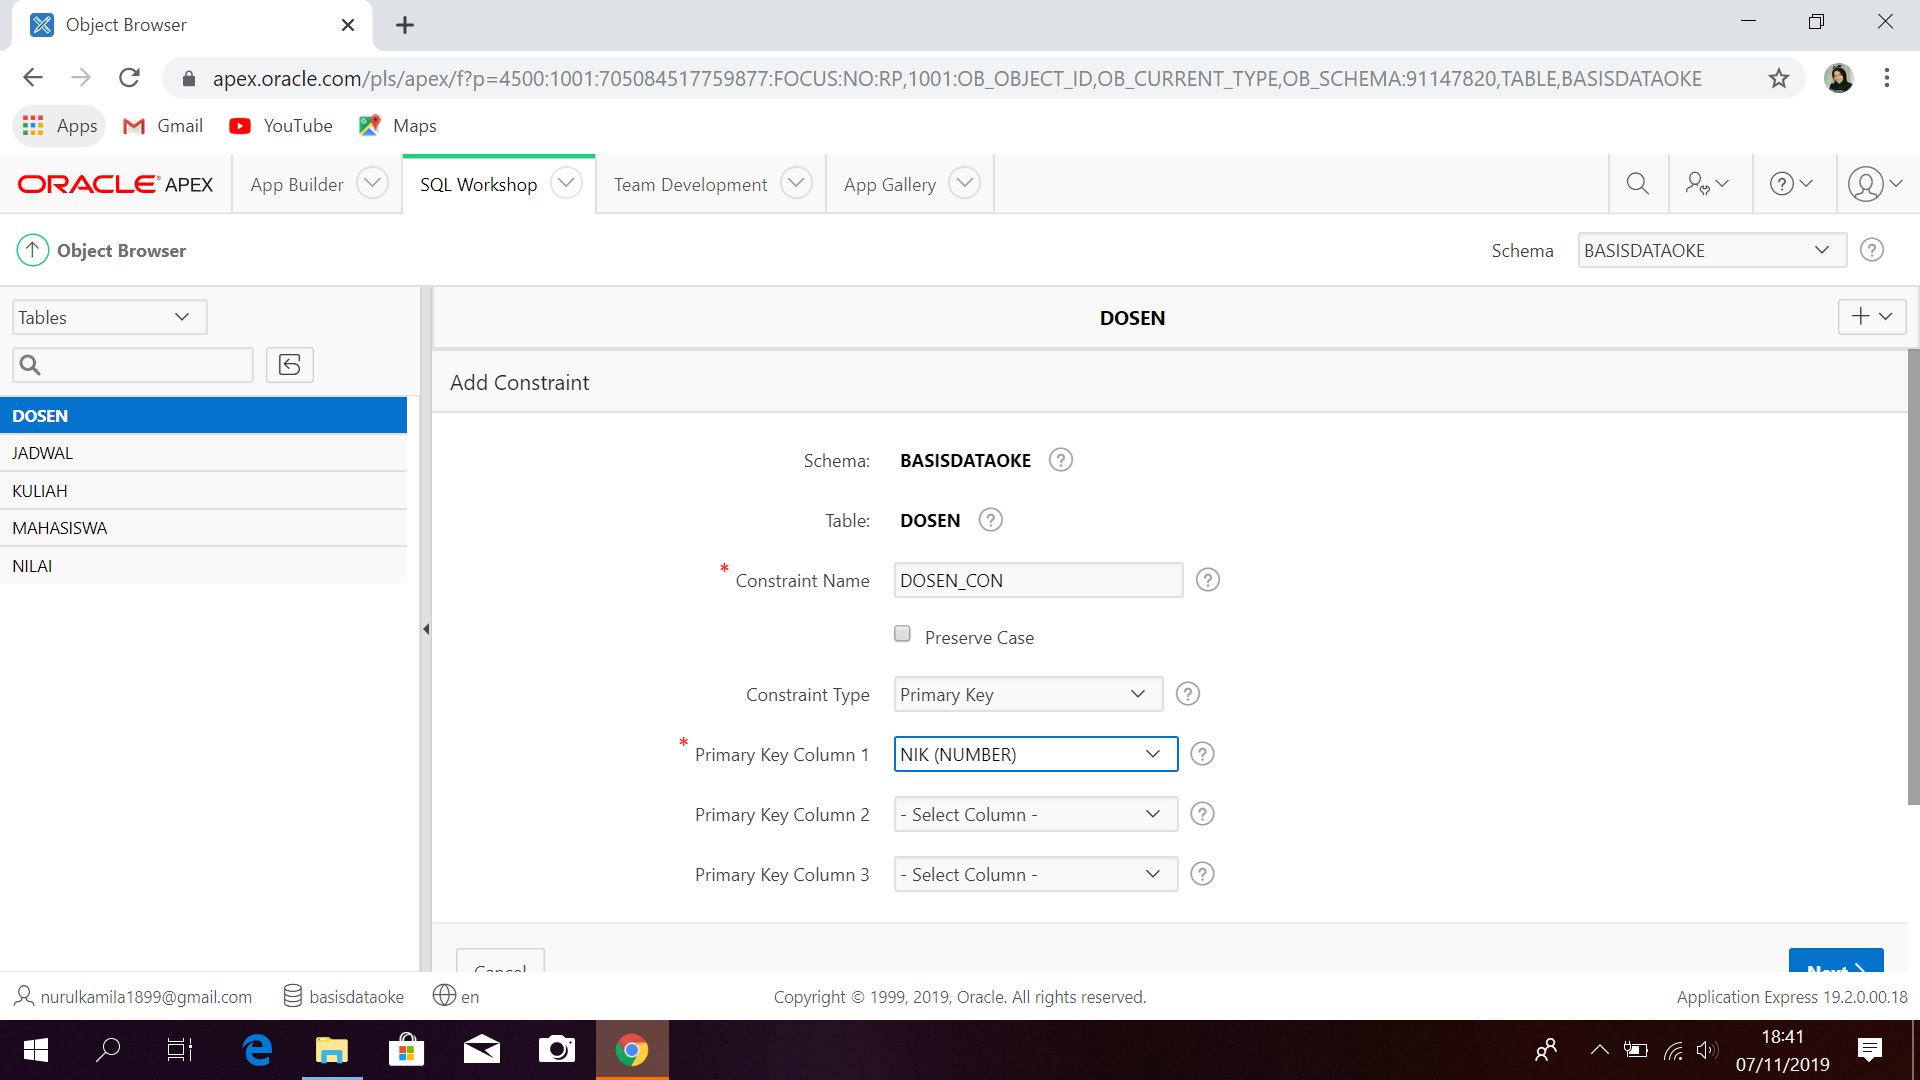 Object Browser
apex.oracle.com/pls/apex/f?p=4500:1001:705084517759877:FOCUS:NO:RP,1001:OB_OBJECT_ID,OB_CURRENT_TYPE,OB_SCHEMA:91147820,TABLE,BASISDATAOKE
Apps Gmail YouTube Maps
ORACLE APEX App Builder SQL Workshop Team Development App Gallery
Object Browser Schema BASISDATAOKE
Tables
DOSEN
DOSEN
JADWAL
KULIAH
MAHASISWA
NILAI
Add Constraint
Schema: BASISDATAOKE
Table: DOSEN
* Constraint Name DOSEN_CON
Preserve Case
Constraint Type Primary Key
* Primary Key Column 1 NIK (NUMBER)
Primary Key Column 2 - Select Column -
Primary Key Column 3 - Select Column -
Cancel Next
nurulkamila1899@gmail.com basisdataoke en Copyright © 1999, 2019, Oracle. All rights reserved. Application Express 19.2.0.00.18
18:41
07/11/2019